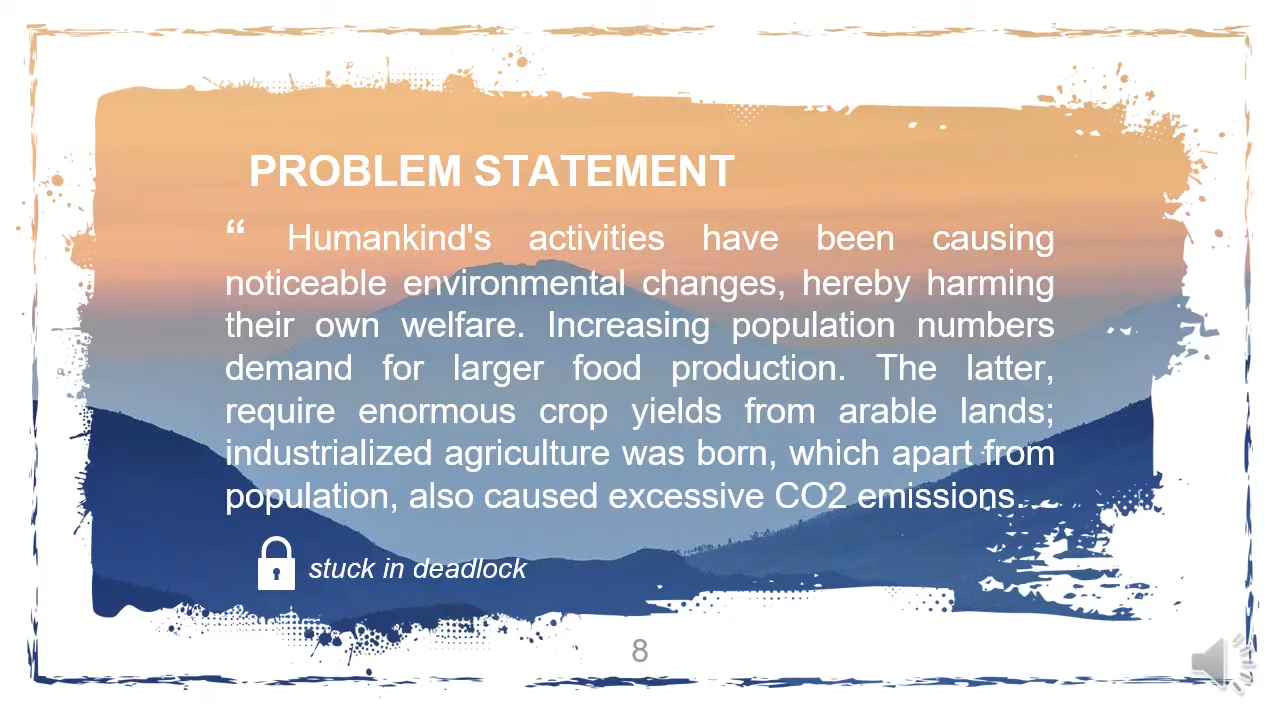 PROBLEM STATEMENT
“ Humankind's activities have been causing
noticeable environmental changes, hereby harming
their own welfare. Increasing population numbers
demand for larger food production. The latter,
require enormous crop yields from arable lands;
industrialized agriculture was born, which apart from
population, also caused excessive CO2 emissions.
stuck in deadlock
8